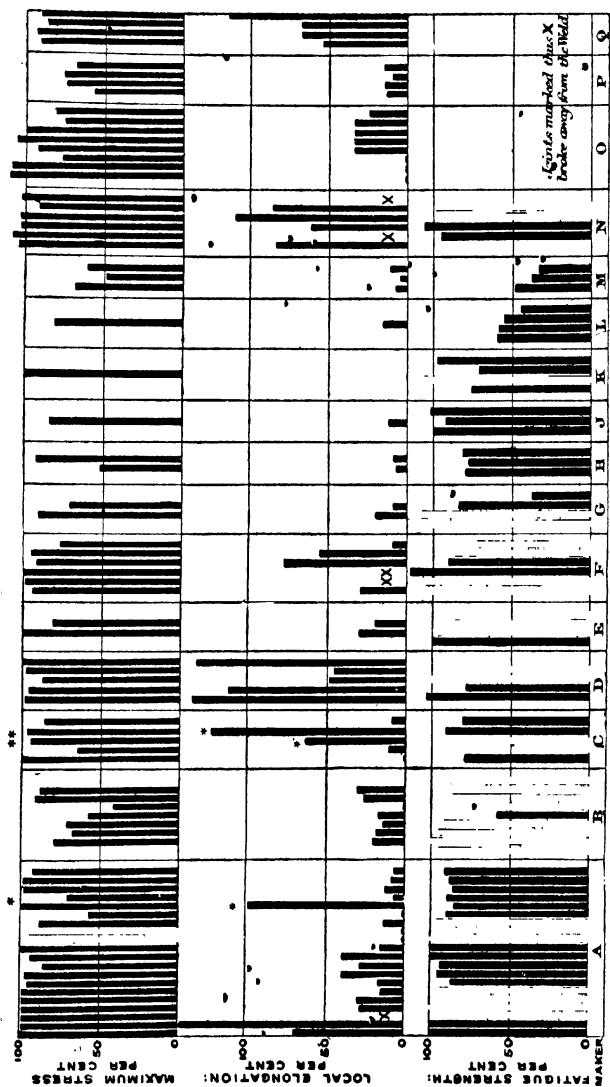 MAXIMUM STRESS
PER CENT
100
50
0
* **
LOCAL ELONGATION:
PER CENT
100
50
0
* * *
X XX X X
FATIGUE STRENGTH:
PER CENT
100
50
0
MAKER
A B C D E F G H J K L M N O P Q
Joints marked thus X
broke away from the Weld